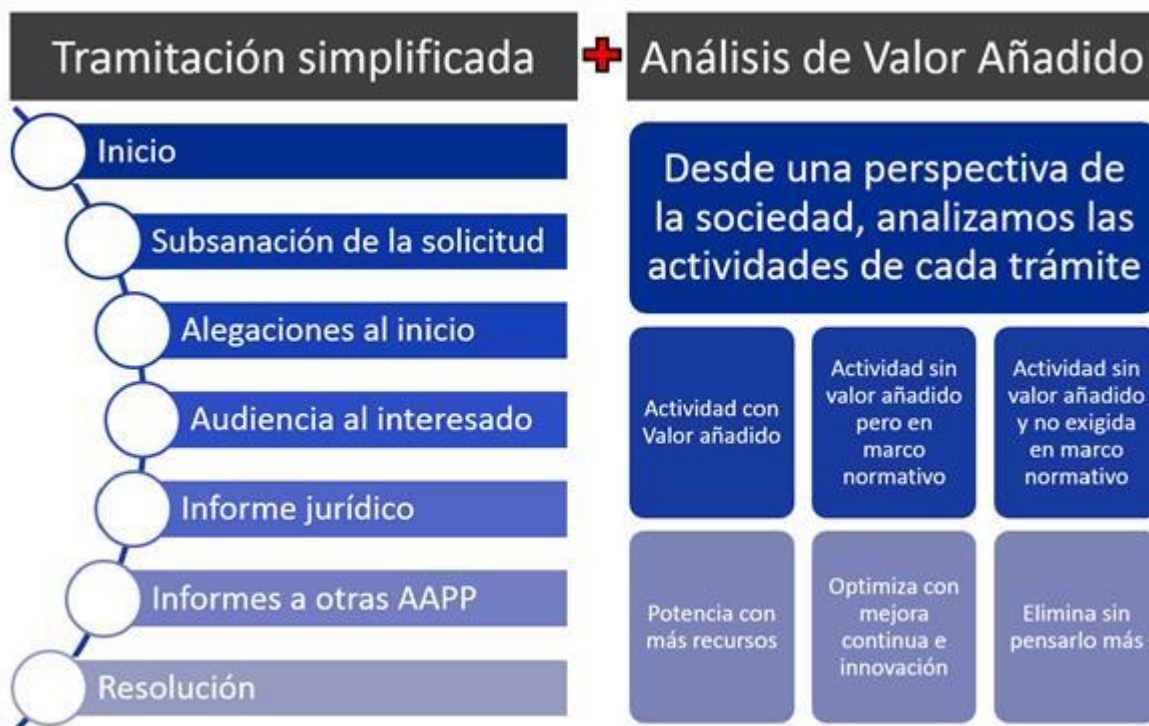 Tramitación simplificada
Inicio
Subsanación de la solicitud
Alegaciones al inicio
Audiencia al interesado
Informe jurídico
Informes a otras AAPP
Resolución
Análisis de Valor Añadido
Desde una perspectiva de
la sociedad, analizamos las
actividades de cada trámite
Actividad con
Valor añadido
Actividad sin
valor añadido
pero en
marco
normativo
Actividad sin
valor añadido
y no exigida
en marco
normativo
Potencia con
más recursos
Optimiza con
mejora
continua e
innovación
Elimina sin
pensarlo más